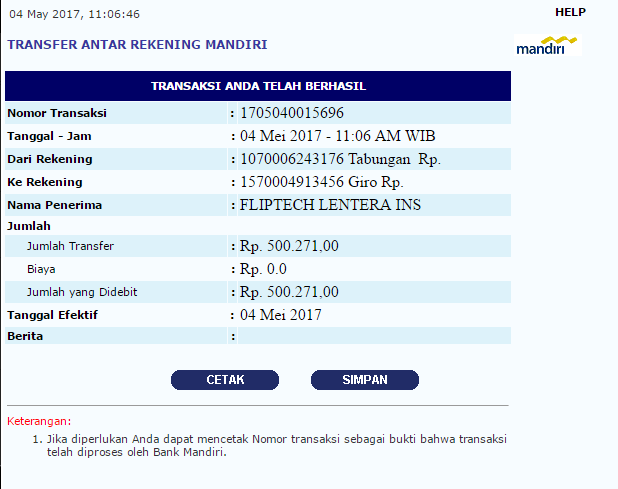 04 May 2017, 11:06:46
HELP
TRANSFER ANTAR REKENING MANDIRI
mandiri
TRANSAKSI ANDA TELAH BERHASIL
Nomor Transaksi : 1705040015696
Tanggal - Jam : 04 Mei 2017 - 11:06 AM WIB
Dari Rekening : 1070006243176 Tabungan Rp.
Ke Rekening : 1570004913456 Giro Rp.
Nama Penerima : FLIPTECH LENTERA INS
Jumlah
Jumlah Transfer : Rp. 500.271,00
Biaya : Rp. 0.0
Jumlah yang Didebit : Rp. 500.271,00
Tanggal Efektif : 04 Mei 2017
Berita :
CETAK SIMPAN
Keterangan:
1. Jika diperlukan Anda dapat mencetak Nomor transaksi sebagai bukti bahwa transaksi
telah diproses oleh Bank Mandiri.